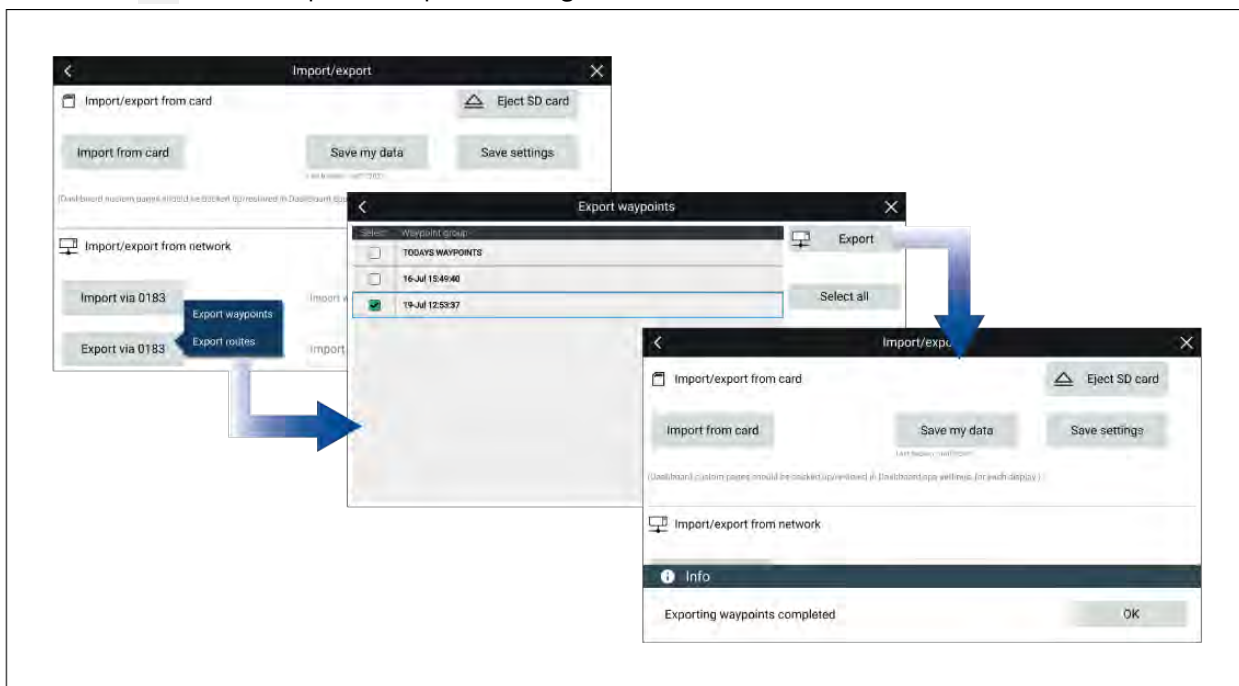 Import/export
Import/export from card
Eject SD card
Import from card
Save my data
Save settings
Import/export from network
Import via 0183
Export waypoints
Export routes
Export via 0183
Import
Export waypoints
Select
Waypoint group
Export
TODAYS WAYPOINTS
16-Jul 15:49:40
19-Jul 12:53:37
Select all
Import/expo
Import/export from card
Eject SD card
Import from card
Save my data
Save settings
(Dashboard custom pages should be backed up/restored in Dashboard app settings, for each display.)
Import/export from network
Info
Exporting waypoints completed
OK